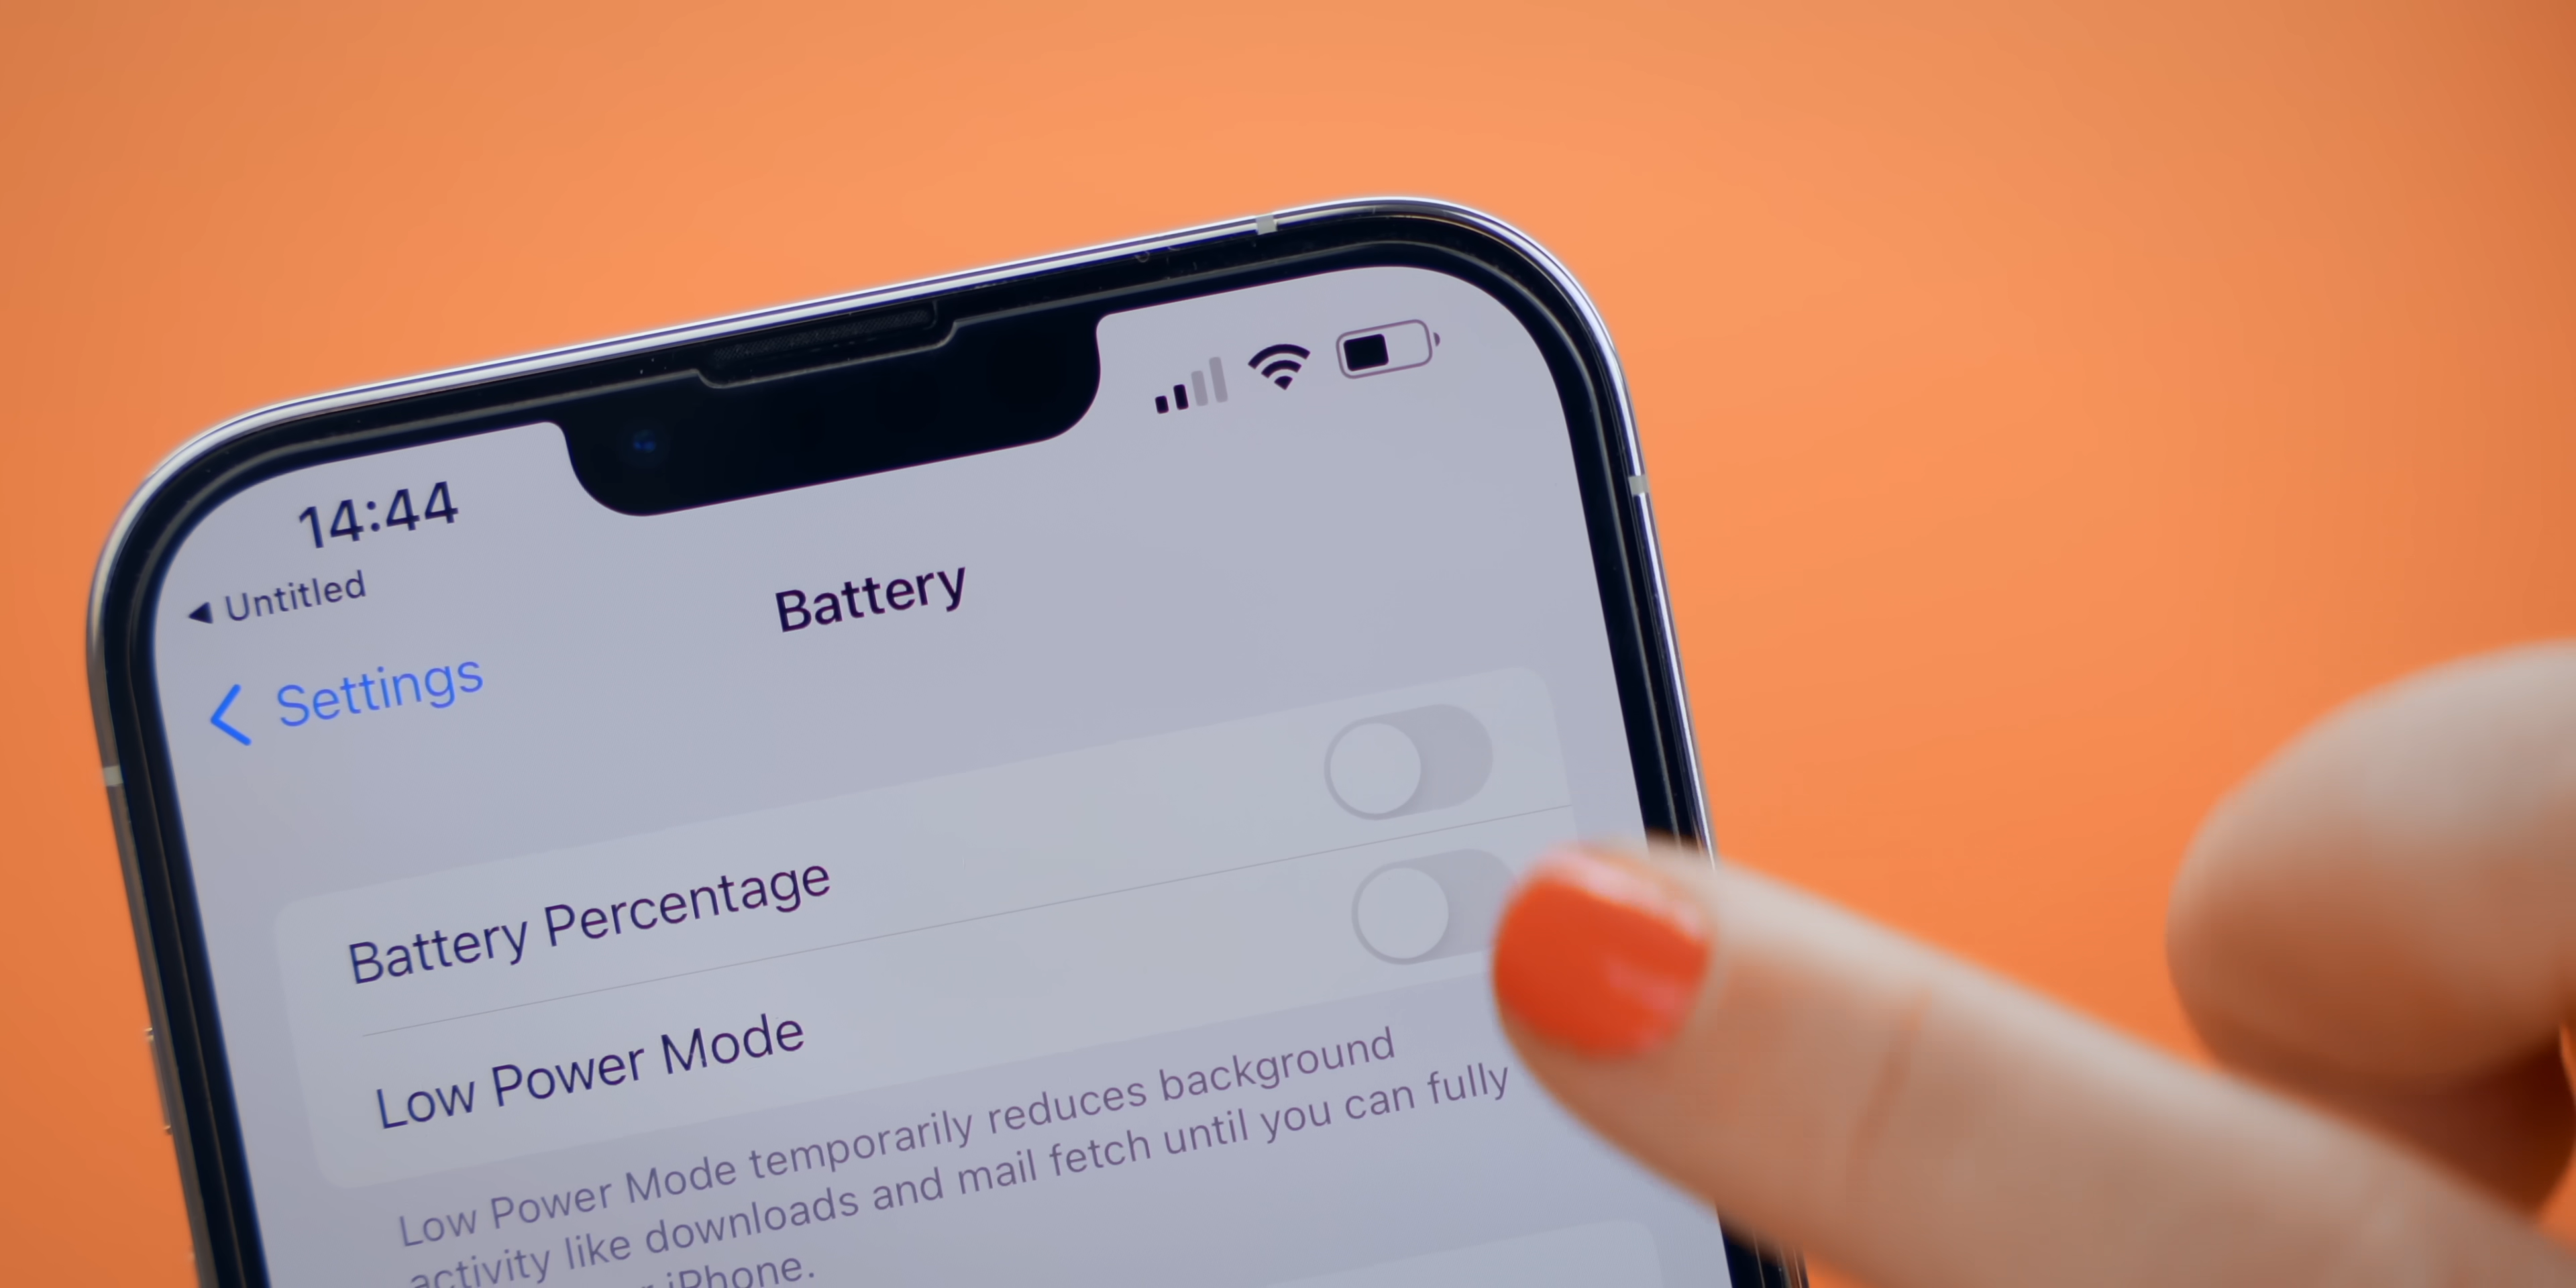 14:44
◀ Untitled
Settings
Battery
Battery Percentage
Low Power Mode
Low Power Mode temporarily reduces background
activity like downloads and mail fetch until you can fully
iPhone.